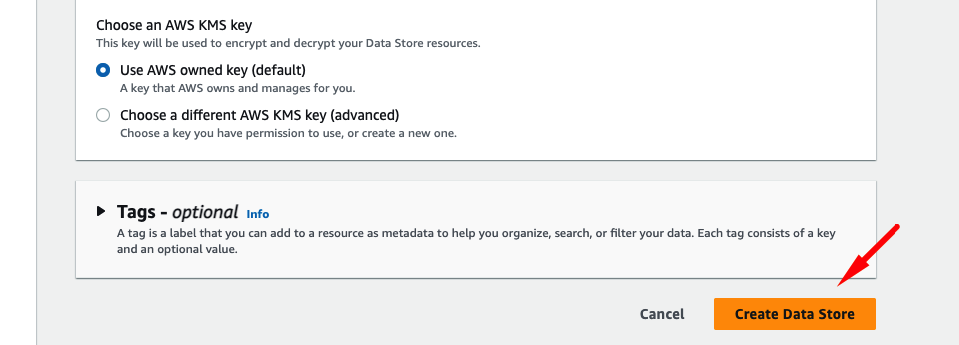 Choose an AWS KMS key
This key will be used to encrypt and decrypt your Data Store resources.
Use AWS owned key (default)
A key that AWS owns and manages for you.
Choose a different AWS KMS key (advanced)
Choose a key you have permission to use, or create a new one.
Tags - optional Info
A tag is a label that you can add to a resource as metadata to help you organize, search, or filter your data. Each tag consists of a key
and an optional value.
Cancel
Create Data Store